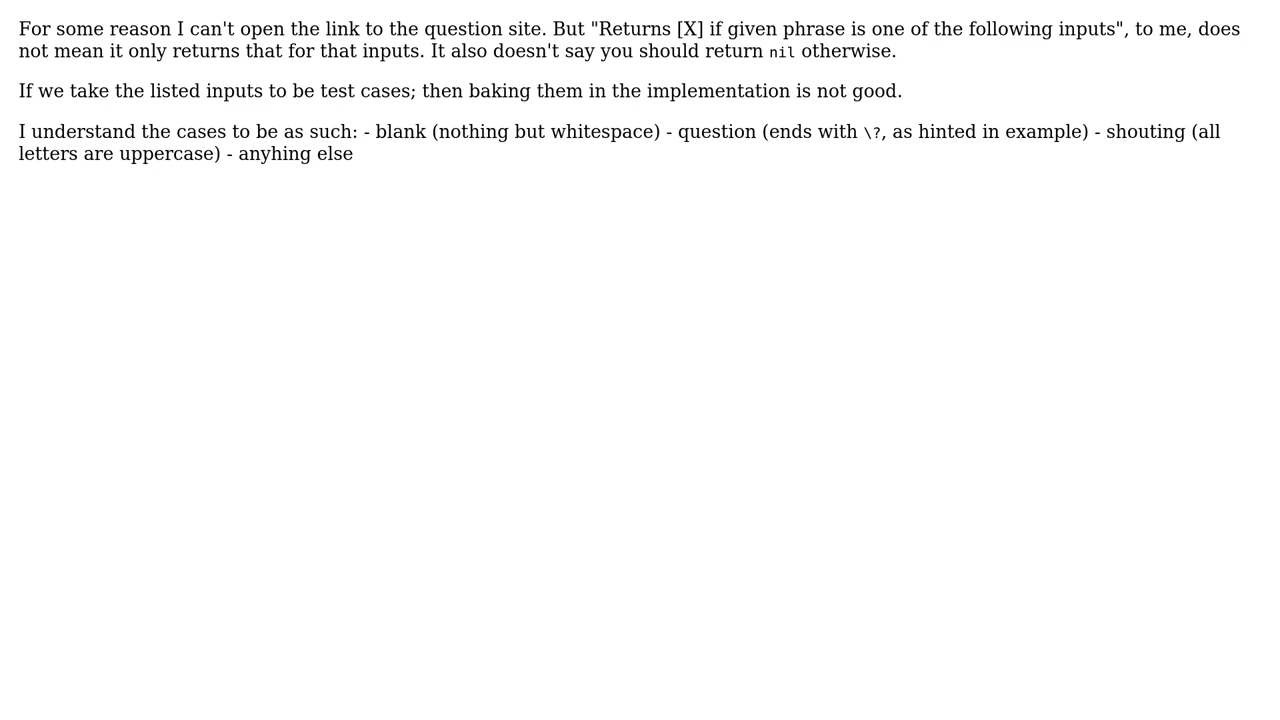 For some reason I can't open the link to the question site. But "Returns [X] if given phrase is one of the following inputs", to me, does
not mean it only returns that for that inputs. It also doesn't say you should return nil otherwise.
If we take the listed inputs to be test cases; then baking them in the implementation is not good.
I understand the cases to be as such: - blank (nothing but whitespace) - question (ends with \?, as hinted in example) - shouting (all
letters are uppercase) - anyhing else